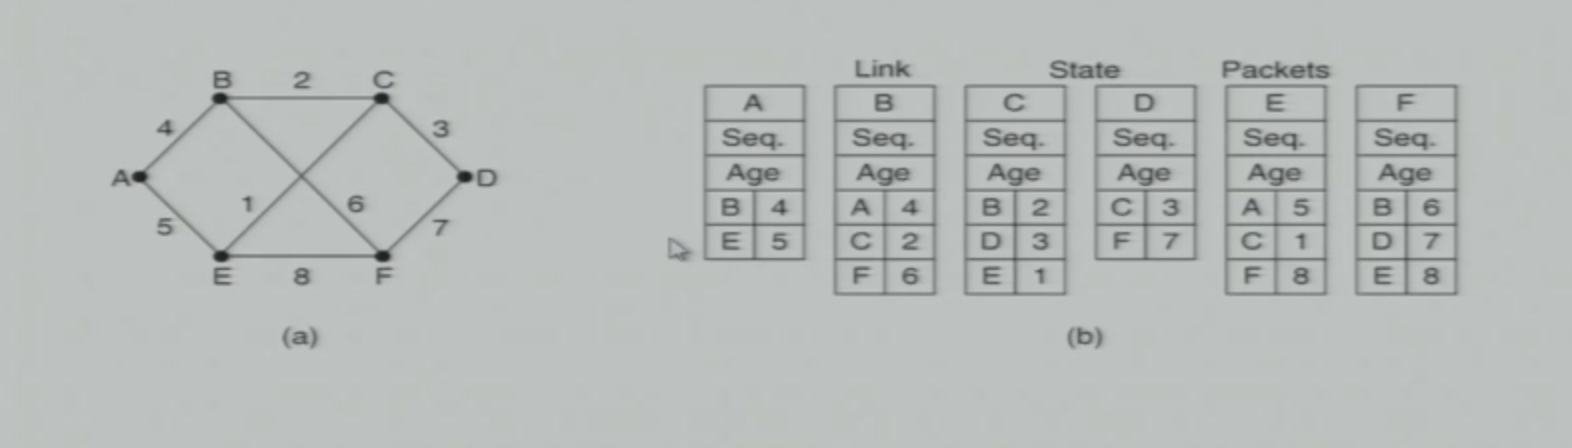 B 2 C
4 3
A D
1 6
5 7
E 8 F
(a)
Link State Packets
A B C D E F
Seq. Seq. Seq. Seq. Seq. Seq.
Age Age Age Age Age Age
B 4 A 4 B 2 C 3 A 5 B 6
E 5 C 2 D 3 F 7 C 1 D 7
F 6 E 1 F 8 E 8
(b)